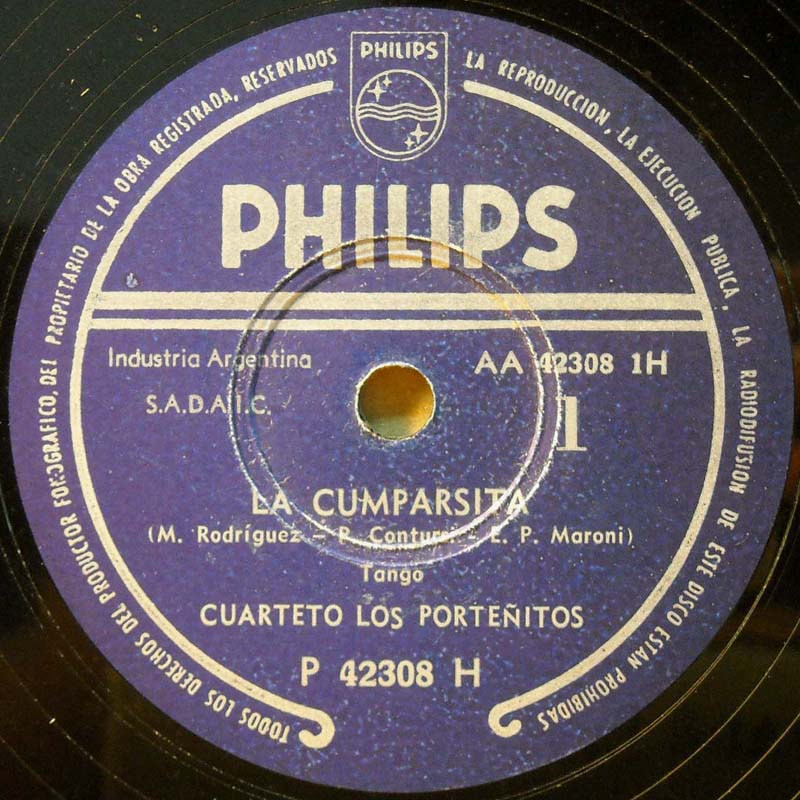 TODOS LOS DERECHOS DEL PRODUCTOR FONOGRAFICO, DEL PROPIETARIO DE LA OBRA REGISTRADA, RESERVADOS
LA REPRODUCCION, LA EJECUCION PUBLICA, LA RADIODIFUSION DE ESTE DISCO ESTAN PROHIBIDAS
PHILIPS
PHILIPS
Industria Argentina
AA 42308 1H
S.A.D.A.I.C.
1
LA CUMPARSITA
(M. Rodríguez - P. Contursi - E. P. Maroni)
Tango
CUARTETO LOS PORTEÑITOS
P 42308 H